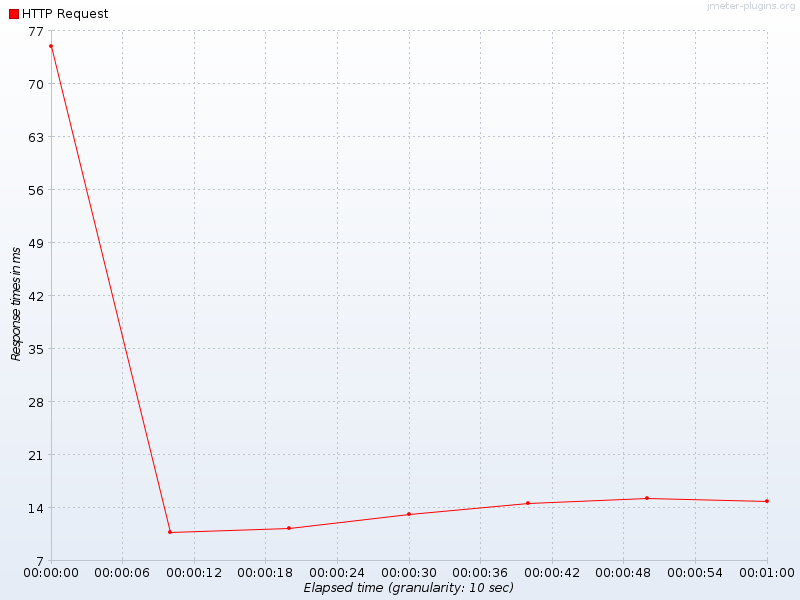 jmeter-plugins.org
HTTP Request
77
70
63
56
49
42
35
28
21
14
7
Response times in ms
00:00:00 00:00:06 00:00:12 00:00:18 00:00:24 00:00:30 00:00:36 00:00:42 00:00:48 00:00:54 00:01:00
Elapsed time (granularity: 10 sec)